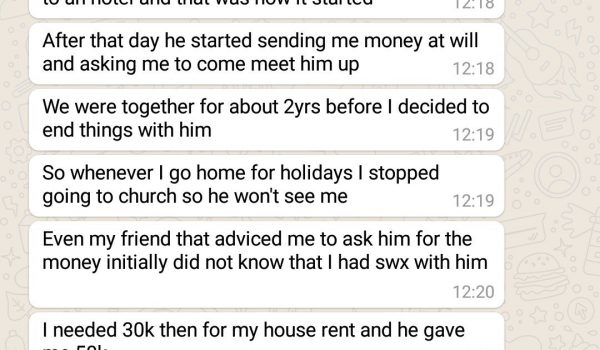 to an hotel and that was how it started
12:18
After that day he started sending me money at will
and asking me to come meet him up
12:18
We were together for about 2yrs before I decided to
end things with him
12:19
So whenever I go home for holidays I stopped
going to church so he won't see me
12:19
Even my friend that adviced me to ask him for the
money initially did not know that I had swx with him
12:20
I needed 30k then for my house rent and he gave
me 50k